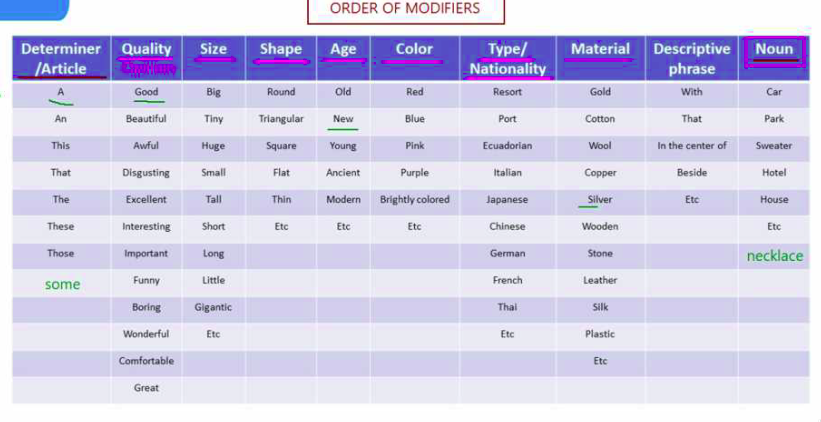 ORDER OF MODIFIERS
Determiner /Article Quality Size Shape Age Color Type/ Nationality Material Descriptive phrase Noun
A Good Big Round Old Red Resort Gold With Car
An Beautiful Tiny Triangular New Blue Port Cotton That Park
This Awful Huge Square Young Pink Ecuadorian Wool In the center of Sweater
That Disgusting Small Flat Ancient Purple Italian Copper Beside Hotel
The Excellent Tall Thin Modern Brightly colored Japanese Silver Etc House
These Interesting Short Etc Etc Etc Chinese Wooden Etc
Those Important Long German Stone necklace
some Funny Little French Leather
Boring Gigantic Thai Silk
Wonderful Etc Etc Plastic
Comfortable Etc
Great